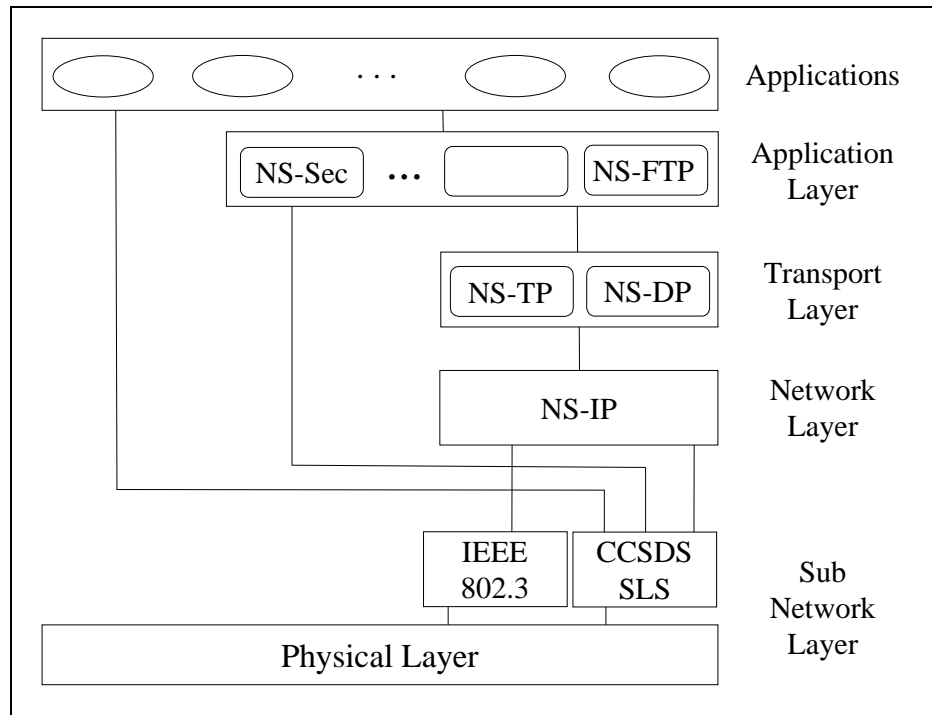 · · ·
Applications
NS-Sec
...
NS-FTP
Application
Layer
NS-TP
NS-DP
Transport
Layer
NS-IP
Network
Layer
IEEE
802.3
CCSDS
SLS
Sub
Network
Layer
Physical Layer